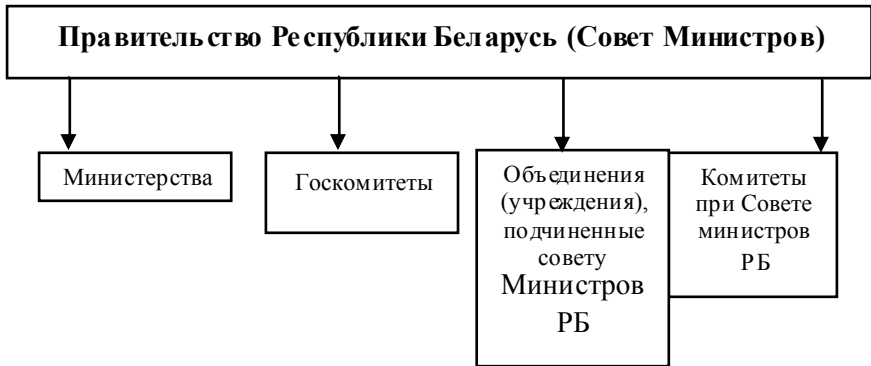 Правительство Республики Беларусь (Совет Министров)
Министерства
Госкомитеты
Объединения
(учреждения),
подчиненные
совету
Министров
РБ
Комитеты
при Совете
министров
РБ